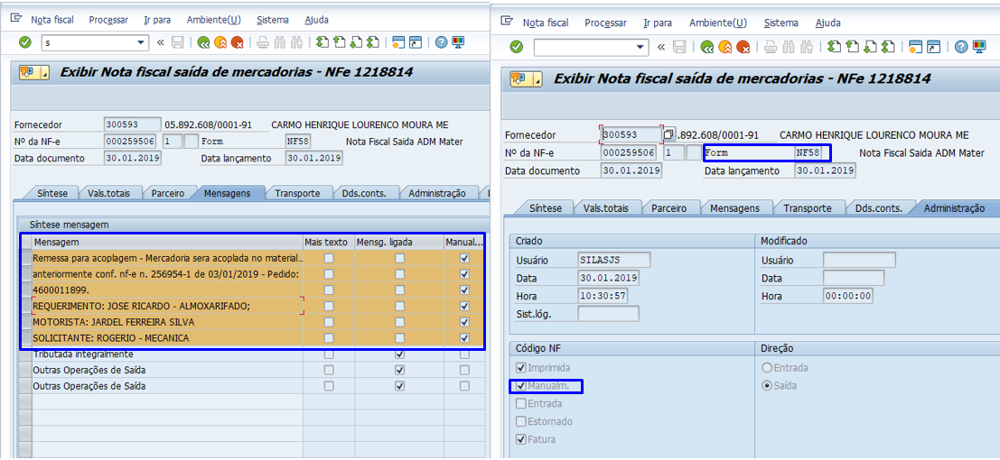 Nota fiscal Processar Ir para Ambiente(U) Sistema Ajuda
s
Exibir Nota fiscal saída de mercadorias - NFe 1218814
Fornecedor 300593 05.892.608/0001-91 CARMO HENRIQUE LOURENCO MOURA ME
Nº da NF-e 000259506 1 Form NF58 Nota Fiscal Saida ADM Mater
Data documento 30.01.2019 Data lançamento 30.01.2019
Síntese Vals.totais Parceiro Mensagens Transporte Dds.conts. Administração
Síntese mensagem
Mensagem Mais texto Mensg. ligada Manual...
Remessa para acoplagem - Mercadoria sera acoplada no material...
anteriormente conf. nf-e n. 256954-1 de 03/01/2019 - Pedido:
4600011899.
REQUERIMENTO: JOSE RICARDO - ALMOXARIFADO;
MOTORISTA: JARDEL FERREIRA SILVA
SOLICITANTE: ROGERIO - MECANICA
Tributada integralmente
Outras Operações de Saída
Outras Operações de Saída
Nota fiscal Processar Ir para Ambiente(U) Sistema Ajuda
Exibir Nota fiscal saída de mercadorias - NFe 1218814
Fornecedor 300593 .892.608/0001-91 CARMO HENRIQUE LOURENCO MOURA ME
Nº da NF-e 000259506 1 Form NF58 Nota Fiscal Saida ADM Mater
Data documento 30.01.2019 Data lançamento 30.01.2019
Síntese Vals.totais Parceiro Mensagens Transporte Dds.conts. Administração
Criado Modificado
Usuário SILASJS Usuário
Data 30.01.2019 Data
Hora 10:30:57 Hora 00:00:00
Sist.lóg.
Código NF Direção
Imprimida Entrada
Manualm. Saída
Entrada
Estornado
Fatura